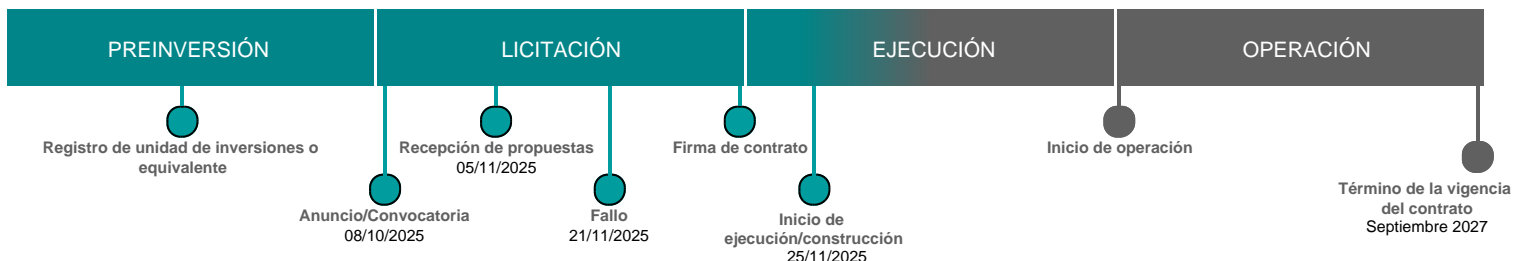 PREINVERSIÓN
LICITACIÓN
EJECUCIÓN
OPERACIÓN
Registro de unidad de inversiones o
equivalente
Anuncio/Convocatoria
08/10/2025
Recepción de propuestas
05/11/2025
Fallo
21/11/2025
Firma de contrato
Inicio de
ejecución/construcción
25/11/2025
Inicio de operación
Término de la vigencia
del contrato
Septiembre 2027